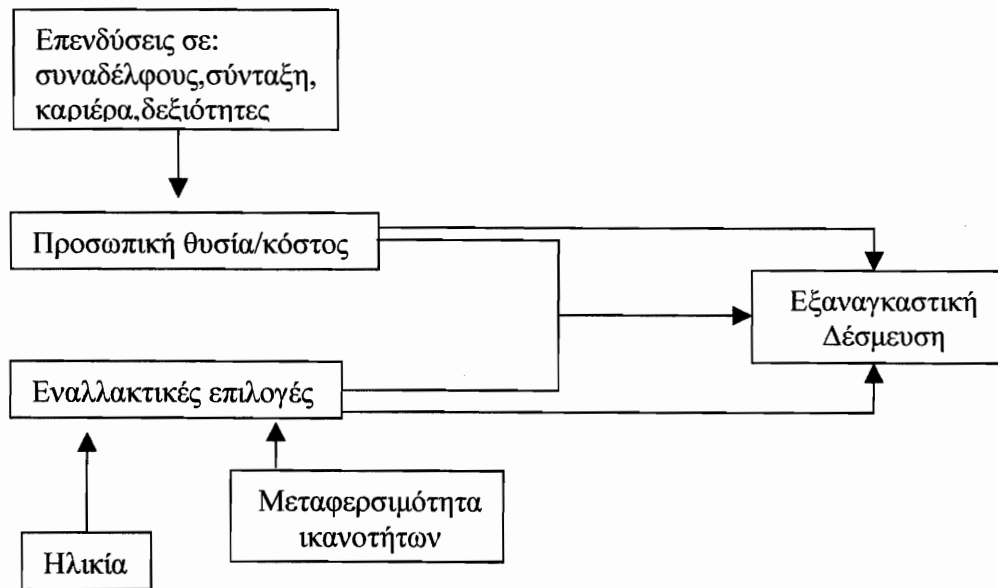 Επενδύσεις σε:
συναδέλφους,σύνταξη,
καριέρα,δεξιότητες
Προσωπική θυσία/κόστος
Εξαναγκαστική
Δέσμευση
Εναλλακτικές επιλογές
Μεταφερσιμότητα
ικανοτήτων
Ηλικία